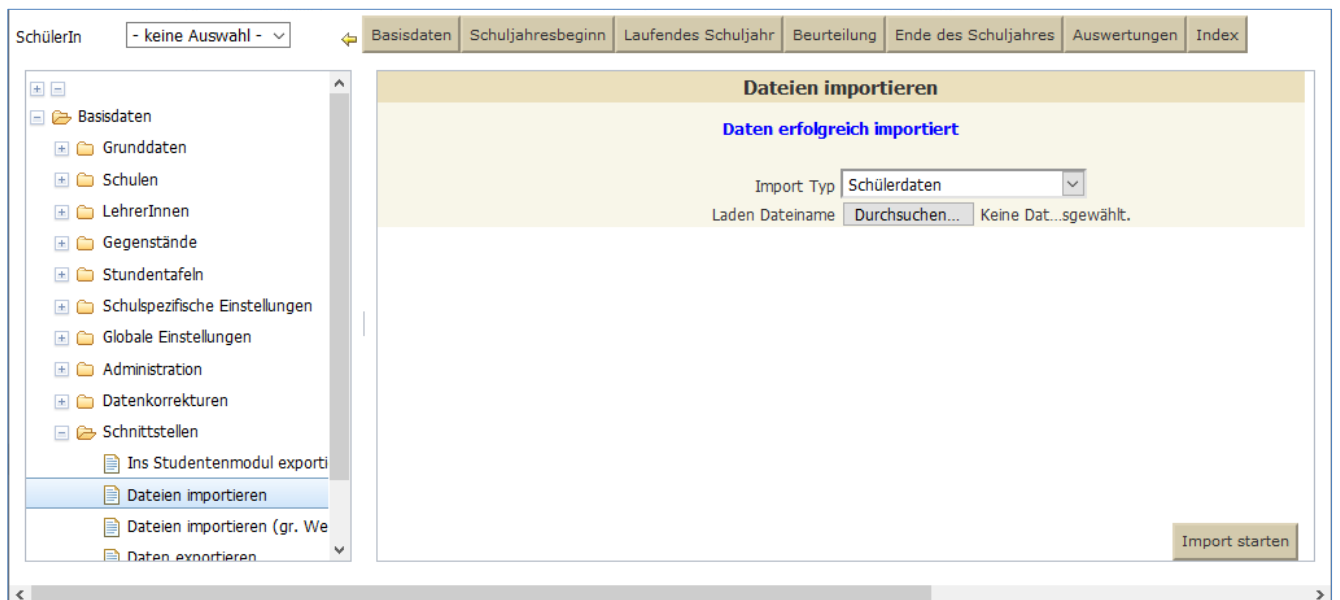 SchülerIn
- keine Auswahl -
Basisdaten
Schuljahresbeginn
Laufendes Schuljahr
Beurteilung
Ende des Schuljahres
Auswertungen
Index
Basisdaten
Grunddaten
Schulen
LehrerInnen
Gegenstände
Stundentafeln
Schulspezifische Einstellungen
Globale Einstellungen
Administration
Datenkorrekturen
Schnittstellen
Ins Studentenmodul exporti
Dateien importieren
Dateien importieren (gr. We
Daten exportieren
Dateien importieren
Daten erfolgreich importiert
Import Typ Schülerdaten
Laden Dateiname Durchsuchen... Keine Dat...sgewählt.
Import starten